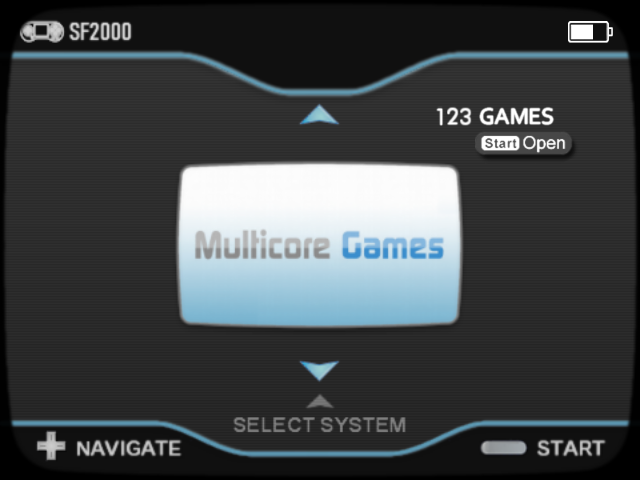 SF2000
123 GAMES
Start Open
Multicore Games
SELECT SYSTEM
NAVIGATE
START